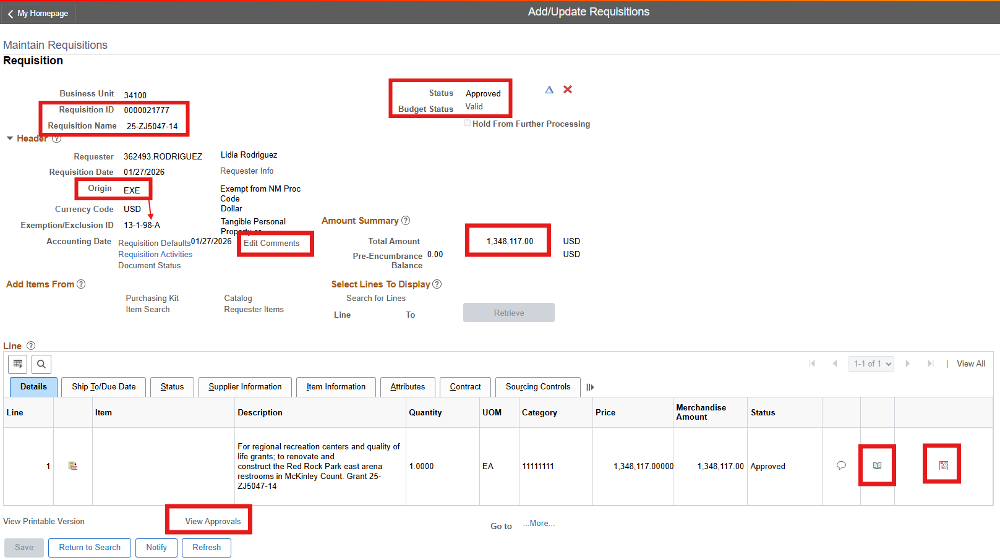 My Homepage
Add/Update Requisitions
Maintain Requisitions
Requisition
Business Unit 34100
Requisition ID 0000021777
Requisition Name 25-ZJ5047-14
Status Approved
Budget Status Valid
Hold From Further Processing
Header
Requester 362493.RODRIGUEZ Lidia Rodriguez
Requisition Date 01/27/2026 Requester Info
Origin EXE Exempt from NM Proc
Code
Currency Code USD Dollar
Exemption/Exclusion ID 13-1-98-A Tangible Personal
Property or
Accounting Date 01/27/2026
Requisition Defaults Edit Comments
Requisition Activities
Document Status
Amount Summary
Total Amount 1,348,117.00 USD
Pre-Encumbrance 0.00 USD
Balance
Add Items From
Purchasing Kit Catalog
Item Search Requester Items
Select Lines To Display
Search for Lines
Line To Retrieve
Line
1-1 of 1 | View All
Details Ship To/Due Date Status Supplier Information Item Information Attributes Contract Sourcing Controls
Line Item Description Quantity UOM Category Price Merchandise Amount Status
For regional recreation centers and quality of
life grants; to renovate and
construct the Red Rock Park east arena
restrooms in McKinley Count. Grant 25-
ZJ5047-14
1 1.0000 EA 11111111 1,348,117.00000 1,348,117.00 Approved
View Printable Version View Approvals Go to ...More...
Save Return to Search Notify Refresh